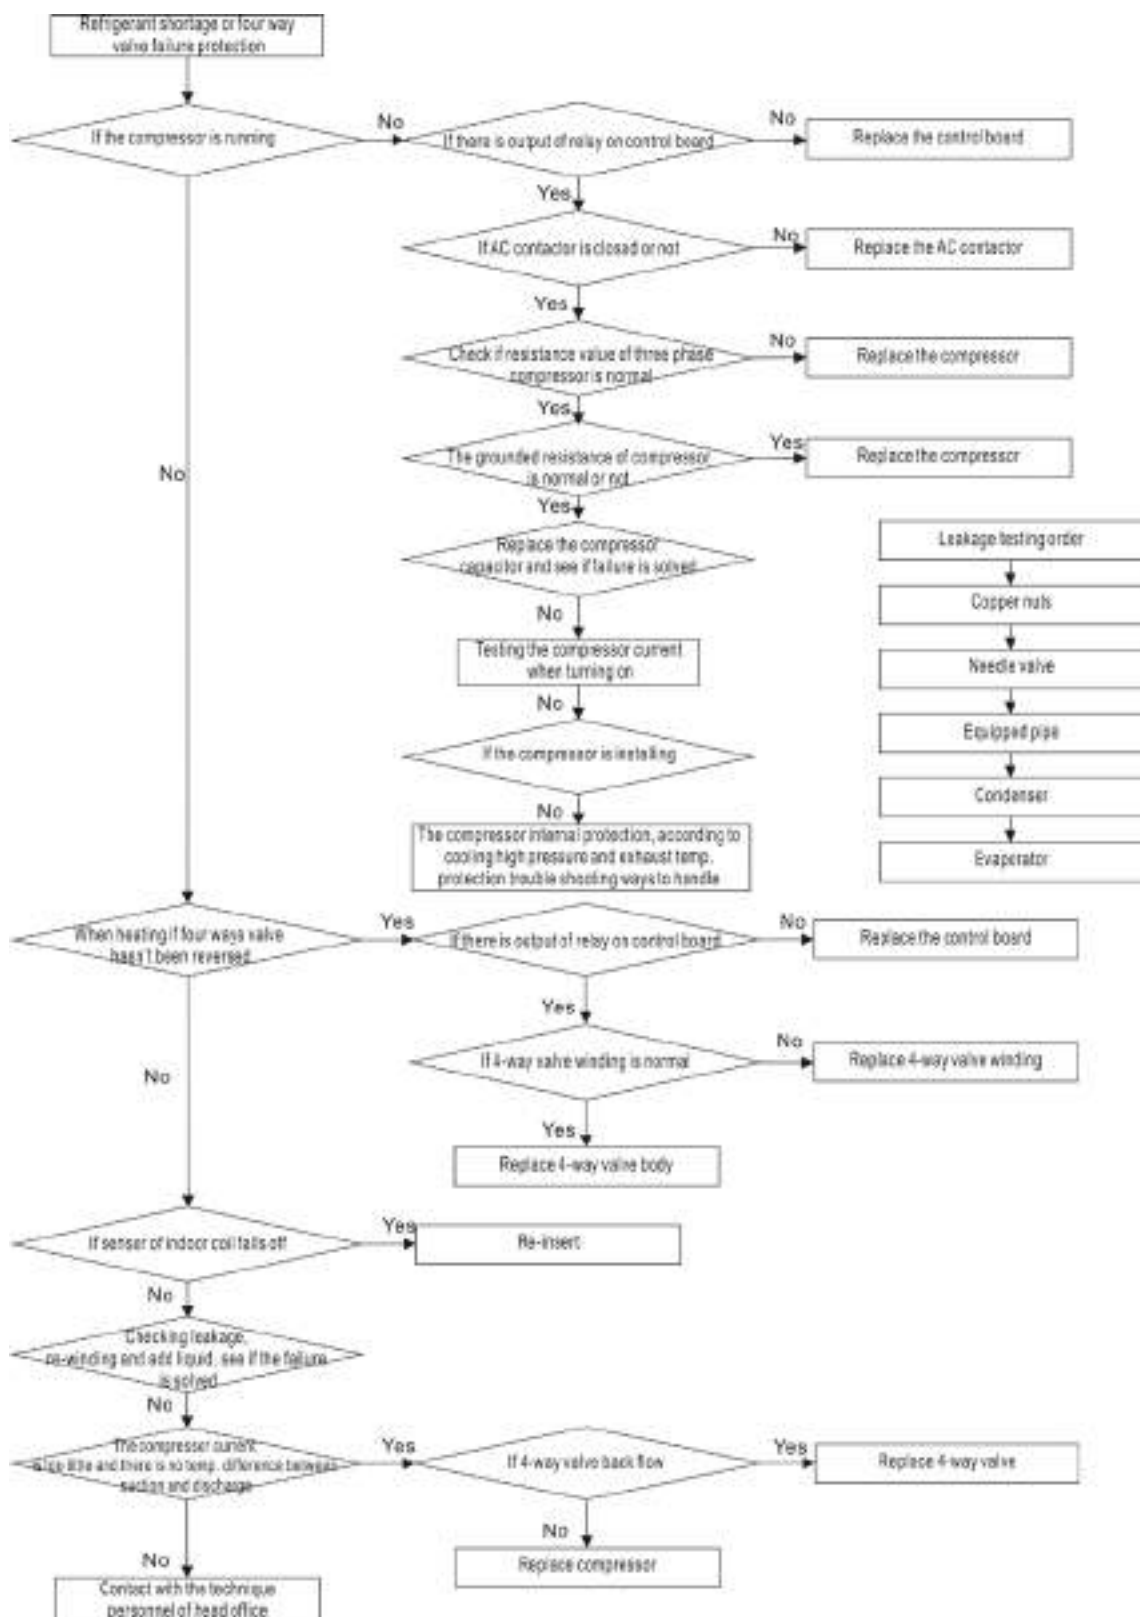 Refrigerant shortage or four way
valve failure protection
If the compressor is running
No
If there is output of relay on control board
No
Replace the control board
Yes
If AC contactor is closad or not
No
Replace the AC contactor
Yes
Check if resistance value of three phase
compressor is normal
No
Replace the compressor
Yes
The grounded resistance of compressor
is normal or not
Yes
Replace the compressor
No
Yes
Replace the compressor
capacitor and see if failure is solved
No
Testing the compressor current
when turning on
No
If the compressor is installing
No
The compressor internal protection, according to
cooling high pressure and exhaust temp.
protection trouble shooting ways to handle
Leakage testing order
Copper nuts
Needle valve
Equipped pipe
Condenser
Evaporator
When heating if four ways valve
hasn't been reversed
Yes
If there is output of relay on control board
No
Replace the control board
Yes
If 4-way valve winding is normal
No
Replace 4-way valve winding
No
Yes
Replace 4-way valve body
If senser of indoor coil falls off
Yes
Re-insert
No
Checking leakage,
re-winding and add liquid, see if the failure
is solved
No
The compressor current
is too little and there is no temp. difference between
suction and discharge
Yes
If 4-way valve back flow
Yes
Replace 4-way valve
No
Replace compressor
No
Contact with the technique
personnel of head office